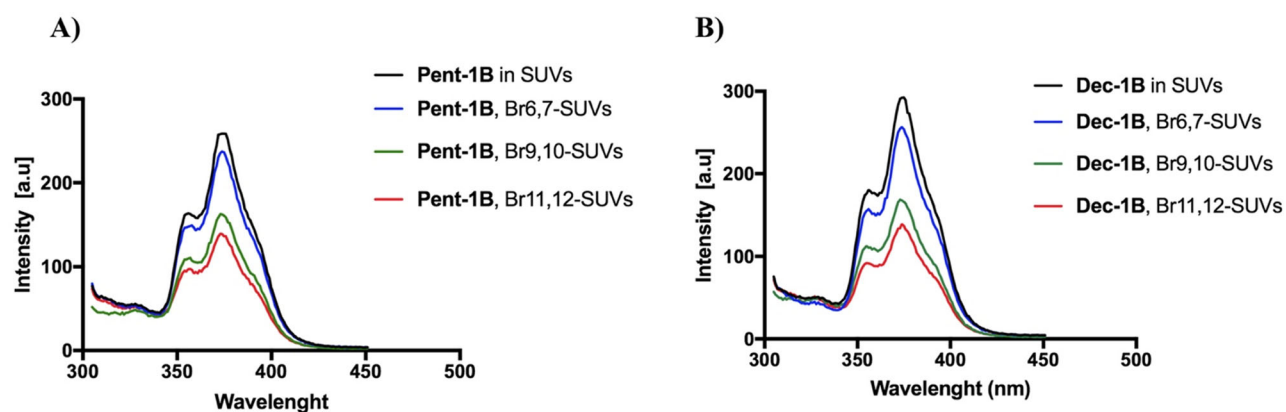 A)
Pent-1B in SUVs
Pent-1B, Br6,7-SUVs
Pent-1B, Br9,10-SUVs
Pent-1B, Br11,12-SUVs
300
200
100
0
Intensity [a.u]
300
350
400
450
500
Wavelenght
B)
Dec-1B in SUVs
Dec-1B, Br6,7-SUVs
Dec-1B, Br9,10-SUVs
Dec-1B, Br11,12-SUVs
300
200
100
0
Intensity [a.u]
300
350
400
450
500
Wavelenght (nm)